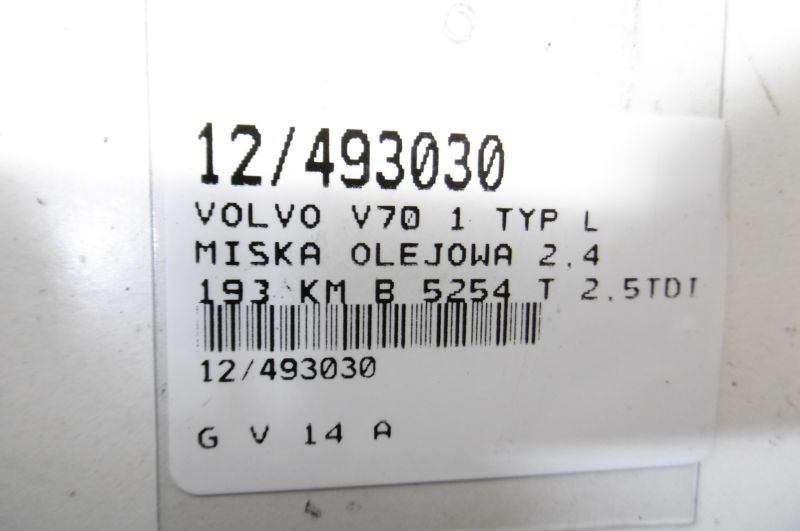 12/493030
VOLVO V70 1 TYP L
MISKA OLEJOWA 2.4
193 KM B 5254 T 2.5TDI
12/493030
G V 14 A